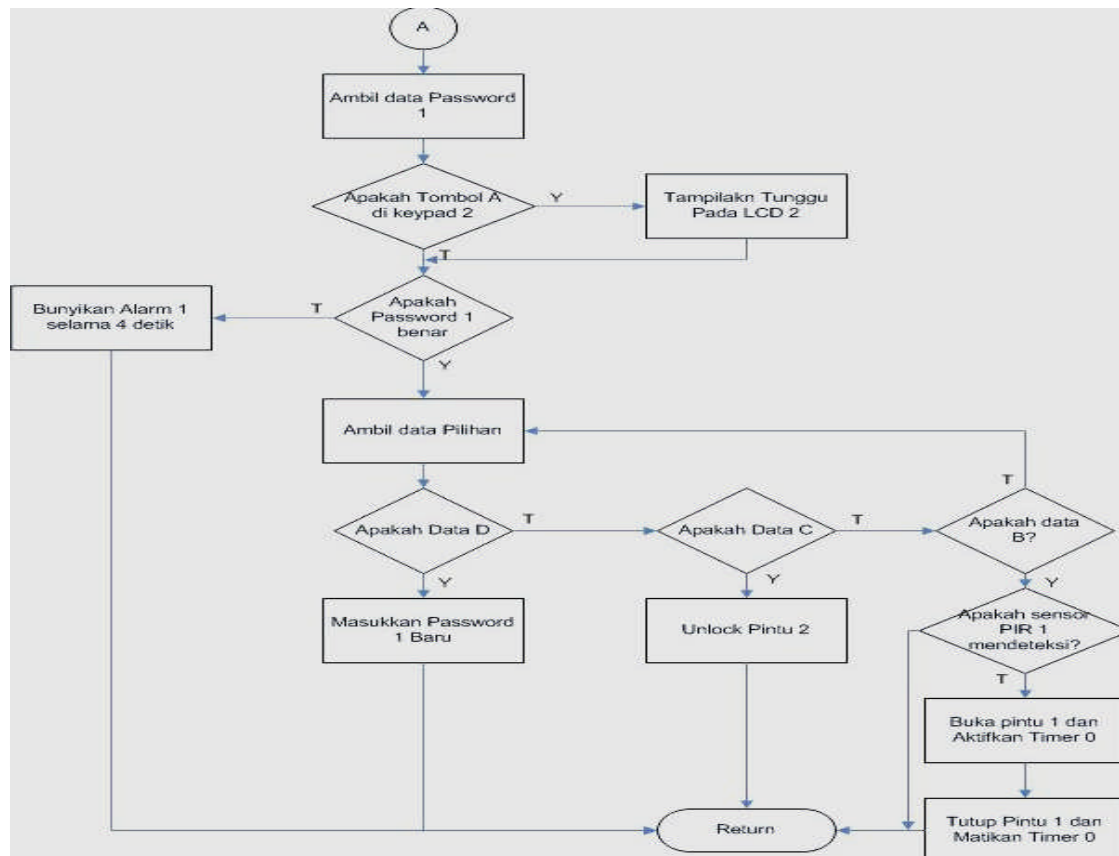 A
Ambil data Password
1
Apakah Tombol A
di keypad 2
Y
Tampilakn Tunggu
Pada LCD 2
T
Bunyikan Alarm 1
selama 4 detik
T
Apakah
Password 1
benar
Y
Ambil data Pilihan
T
Apakah Data D
T
Apakah Data C
T
Apakah data
B?
Y
Y
Y
Masukkan Password
1 Baru
Unlock Pintu 2
Apakah sensor
PIR 1
mendeteksi?
T
Buka pintu 1 dan
Aktifkan Timer 0
Return
Tutup Pintu 1 dan
Matikan Timer 0